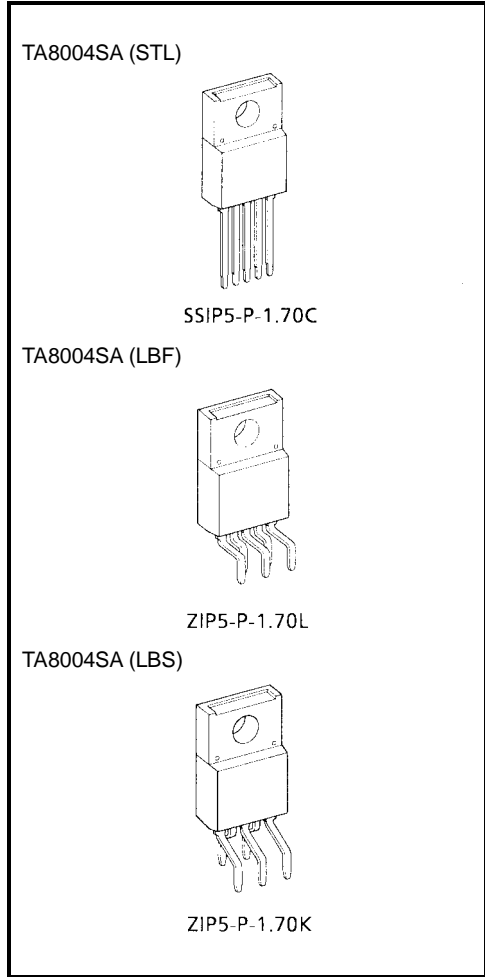 TA8004SA (STL)
SSIP5-P-1.70C
TA8004SA (LBF)
ZIP5-P-1.70L
TA8004SA (LBS)
ZIP5-P-1.70K